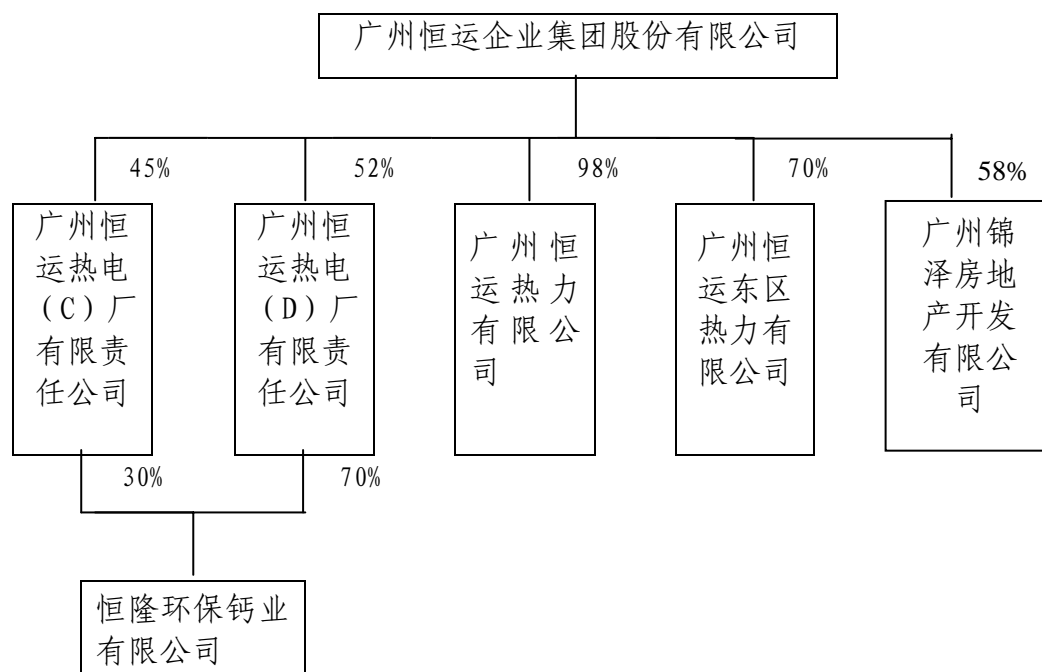 广州恒运企业集团股份有限公司
45%
52%
98%
70%
58%
广州恒
运热电
(C)厂
有限责
任公司
广州恒
运热电
(D)厂
有限责
任公司
广州恒
运热力
有限公
司
广州恒
运东区
热力有
限公司
广州锦
泽房地
产开发
有限公
司
30%
70%
恒隆环保钙业
有限公司